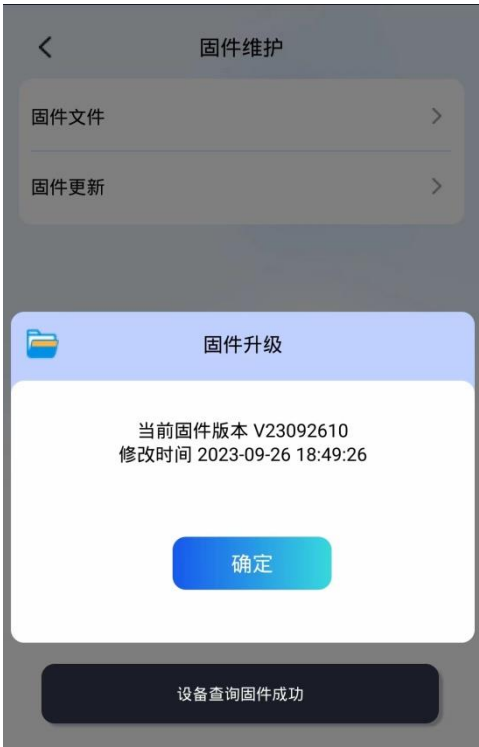 固件维护
固件文件
固件更新
固件升级
当前固件版本 V23092610
修改时间 2023-09-26 18:49:26
确定
设备查询固件成功